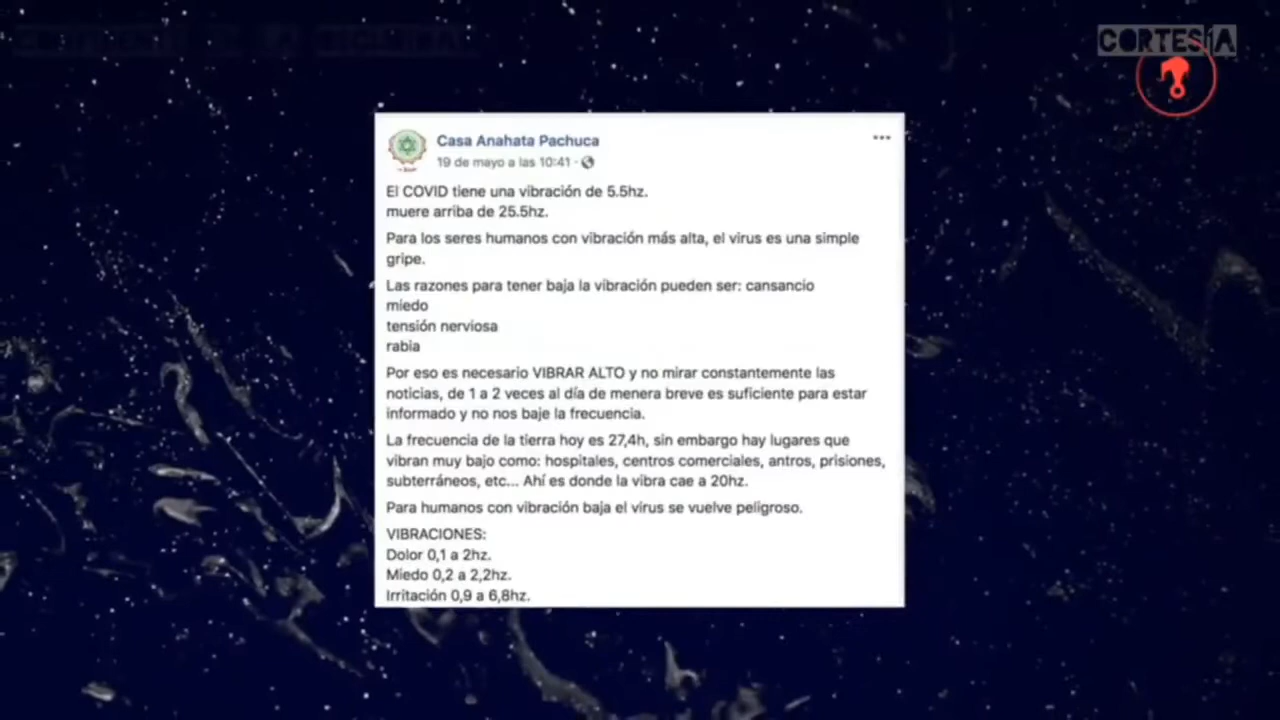 CORTESÍA
Casa Anahata Pachuca
19 de mayo a las 10:41 ·
El COVID tiene una vibración de 5.5hz.
muere arriba de 25.5hz.
Para los seres humanos con vibración más alta, el virus es una simple
gripe.
Las razones para tener baja la vibración pueden ser: cansancio
miedo
tensión nerviosa
rabia
Por eso es necesario VIBRAR ALTO y no mirar constantemente las
noticias, de 1 a 2 veces al día de menera breve es suficiente para estar
informado y no nos baje la frecuencia.
La frecuencia de la tierra hoy es 27,4h, sin embargo hay lugares que
vibran muy bajo como: hospitales, centros comerciales, antros, prisiones,
subterráneos, etc... Ahí es donde la vibra cae a 20hz.
Para humanos con vibración baja el virus se vuelve peligroso.
VIBRACIONES:
Dolor 0,1 a 2hz.
Miedo 0,2 a 2,2hz.
Irritación 0,9 a 6,8hz.